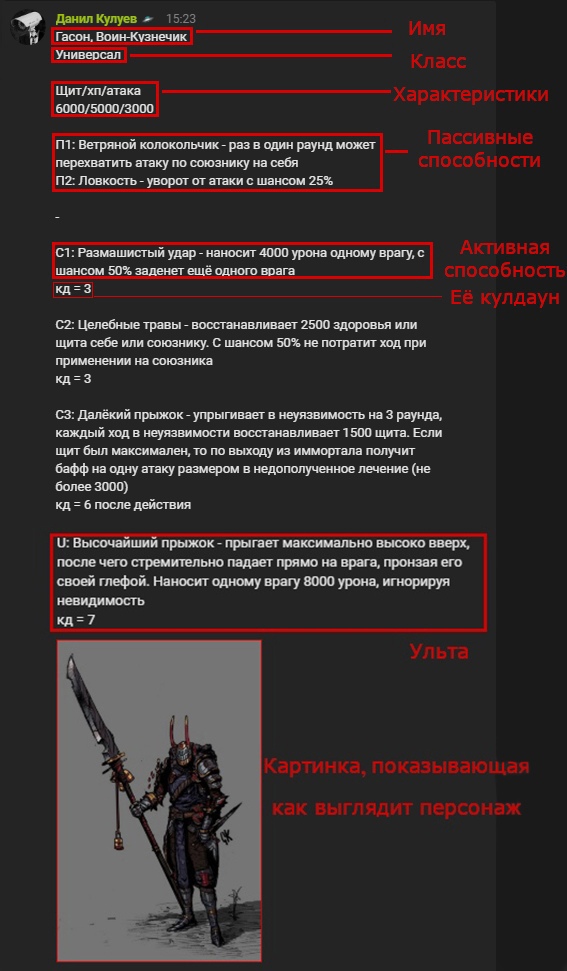 Данил Кулуев 15:23
Гасон, Воин-Кузнечик
Имя
Универсал
Класс
Щит/хп/атака
6000/5000/3000
Характеристики
П1: Ветряной колокольчик - раз в один раунд может
перехватить атаку по союзнику на себя
П2: Ловкость - уворот от атаки с шансом 25%
Пассивные
способности
-
С1: Размашистый удар - наносит 4000 урона одному врагу, с
шансом 50% заденет ещё одного врага
Активная
способность
кд = 3
Её кулдаун
С2: Целебные травы - восстанавливает 2500 здоровья или
щита себе или союзнику. С шансом 50% не потратит ход при
применении на союзника
кд = 3
С3: Далёкий прыжок - упрыгивает в неуязвимость на 3 раунда,
каждый ход в неуязвимости восстанавливает 1500 щита. Если
щит был максимален, то по выходу из иммортала получит
бафф на одну атаку размером в недополученное лечение (не
более 3000)
кд = 6 после действия
U: Высочайший прыжок - прыгает максимально высоко вверх,
после чего стремительно падает прямо на врага, пронзая его
своей глефой. Наносит одному врагу 8000 урона, игнорируя
невидимость
кд = 7
Ульта
Картинка, показывающая
как выглядит персонаж